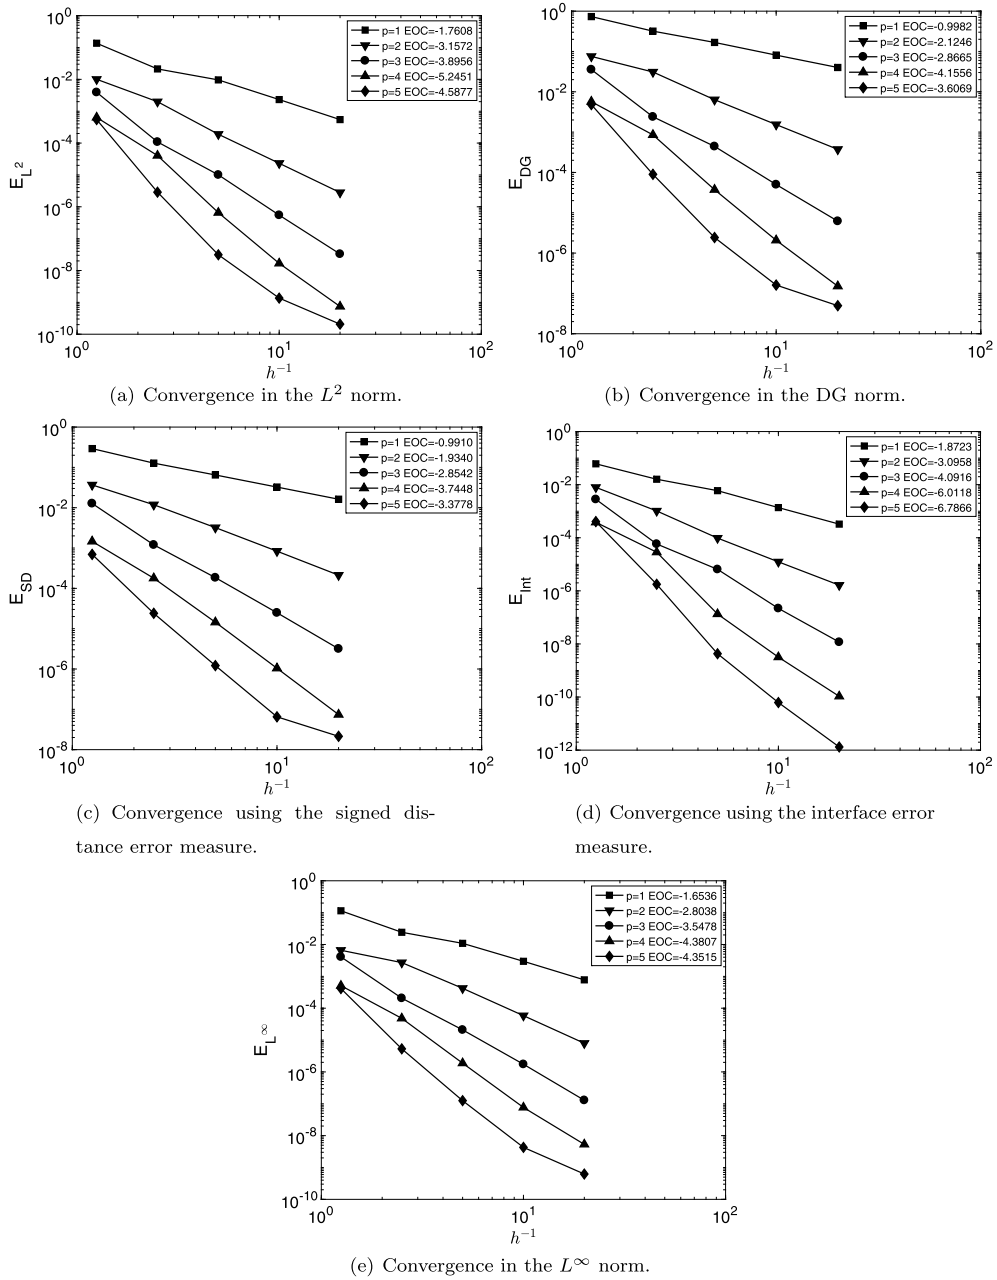 p=1 EOC=-1.7608
p=2 EOC=-3.1572
p=3 EOC=-3.8956
p=4 EOC=-5.2451
p=5 EOC=-4.5877
10^0
10^-2
10^-4
10^-6
10^-8
10^-10
E_L^2
10^0 10^1 10^2
h^-1
(a) Convergence in the L^2 norm.
p=1 EOC=-0.9982
p=2 EOC=-2.1246
p=3 EOC=-2.8665
p=4 EOC=-4.1556
p=5 EOC=-3.6069
10^0
10^-2
10^-4
10^-6
10^-8
E_DG
10^0 10^1 10^2
h^-1
(b) Convergence in the DG norm.
p=1 EOC=-0.9910
p=2 EOC=-1.9340
p=3 EOC=-2.8542
p=4 EOC=-3.7448
p=5 EOC=-3.3778
10^0
10^-2
10^-4
10^-6
10^-8
E_SD
10^0 10^1 10^2
h^-1
(c) Convergence using the signed dis-
tance error measure.
p=1 EOC=-1.8723
p=2 EOC=-3.0958
p=3 EOC=-4.0916
p=4 EOC=-6.0118
p=5 EOC=-6.7866
10^0
10^-2
10^-4
10^-6
10^-8
10^-10
10^-12
E_Int
10^0 10^1 10^2
h^-1
(d) Convergence using the interface error
measure.
p=1 EOC=-1.6536
p=2 EOC=-2.8038
p=3 EOC=-3.5478
p=4 EOC=-4.3807
p=5 EOC=-4.3515
10^0
10^-2
10^-4
10^-6
10^-8
10^-10
E_L^∞
10^0 10^1 10^2
h^-1
(e) Convergence in the L^∞ norm.